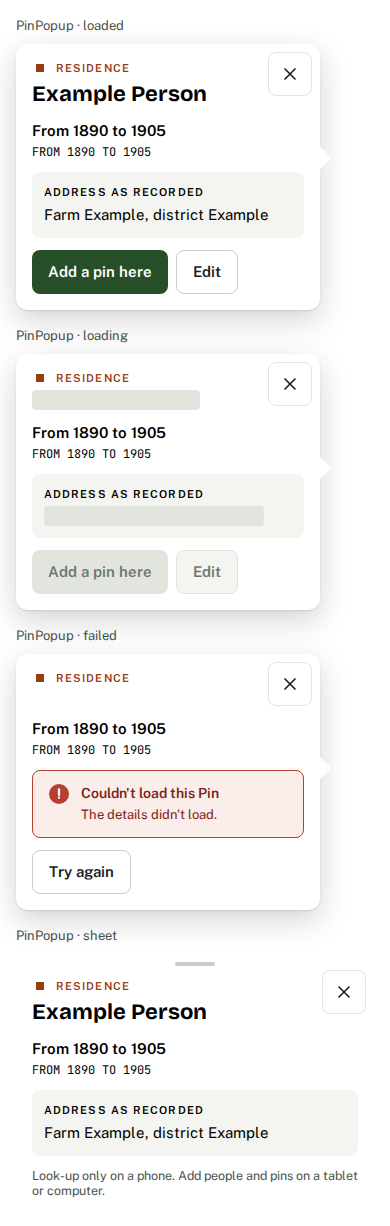 PinPopup · loaded
RESIDENCE
Example Person
From 1890 to 1905
FROM 1890 TO 1905
ADDRESS AS RECORDED
Farm Example, district Example
Add a pin here
Edit
PinPopup · loading
RESIDENCE
From 1890 to 1905
FROM 1890 TO 1905
ADDRESS AS RECORDED
Add a pin here
Edit
PinPopup · failed
RESIDENCE
From 1890 to 1905
FROM 1890 TO 1905
Couldn't load this Pin
The details didn't load.
Try again
PinPopup · sheet
RESIDENCE
Example Person
From 1890 to 1905
FROM 1890 TO 1905
ADDRESS AS RECORDED
Farm Example, district Example
Look-up only on a phone. Add people and pins on a tablet
or computer.